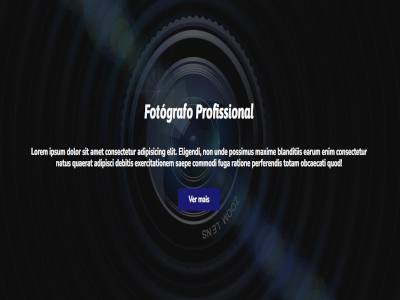 Fotógrafo Profissional
Lorem ipsum dolor sit amet consectetur adipisicing elit. Eligendi, non unde possimus maxime blanditiis earum enim consectetur
natus quaerat adipisci debitis exercitationem saepe commodi fuga ratione perferendis totam obcaecati quod!
Ver mais
ZOOM LENS